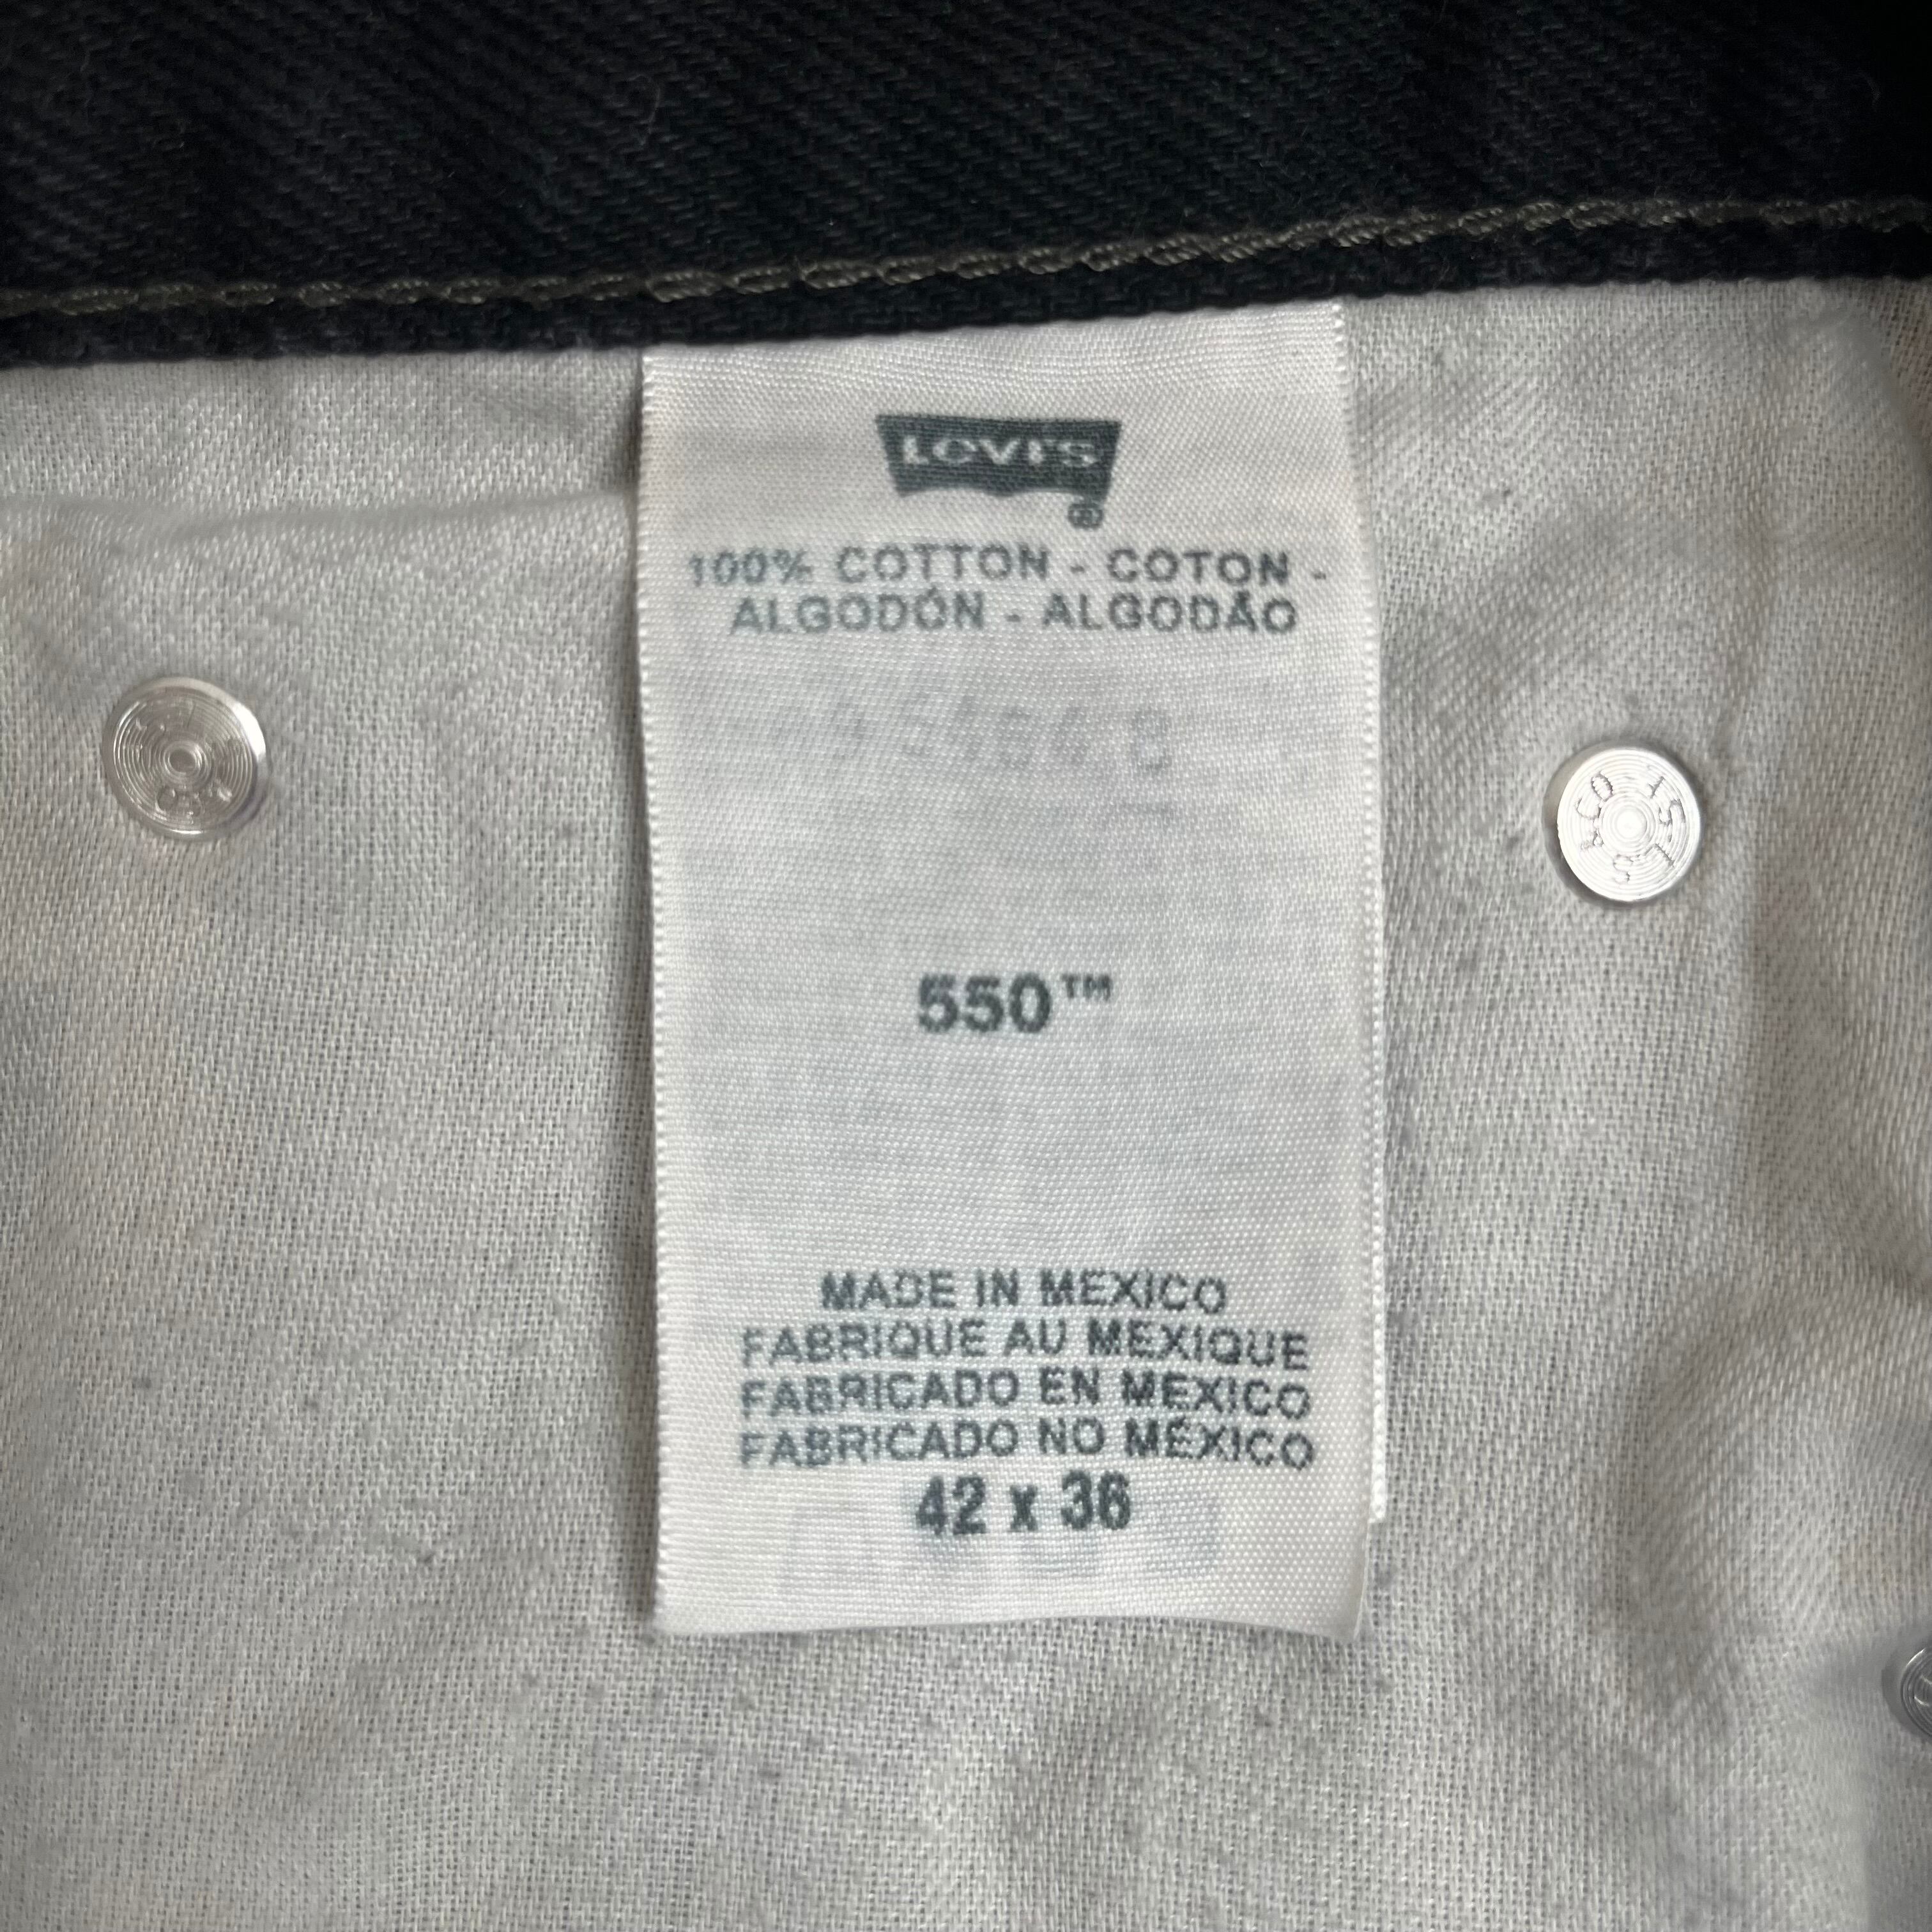 LEVI'S
®
100% COTTON - COTON -
ALGODÓN - ALGODÃO
550™
MADE IN MEXICO
FABRIQUE AU MEXIQUE
FABRICADO EN MEXICO
FABRICADO NO MÉXICO
42 x 36